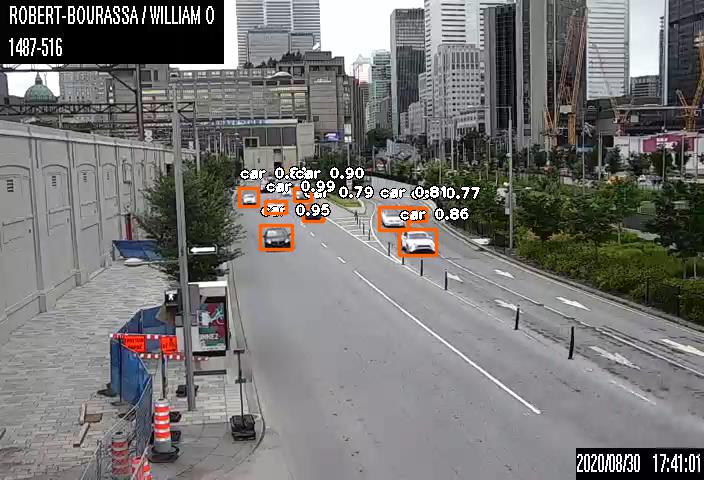 ROBERT-BOURASSA / WILLIAM O
1487-516
car 0.90
car 0.99
0.79
car 0.81
0.77
car 0.95
car 0.86
2020/08/30 17:41:01